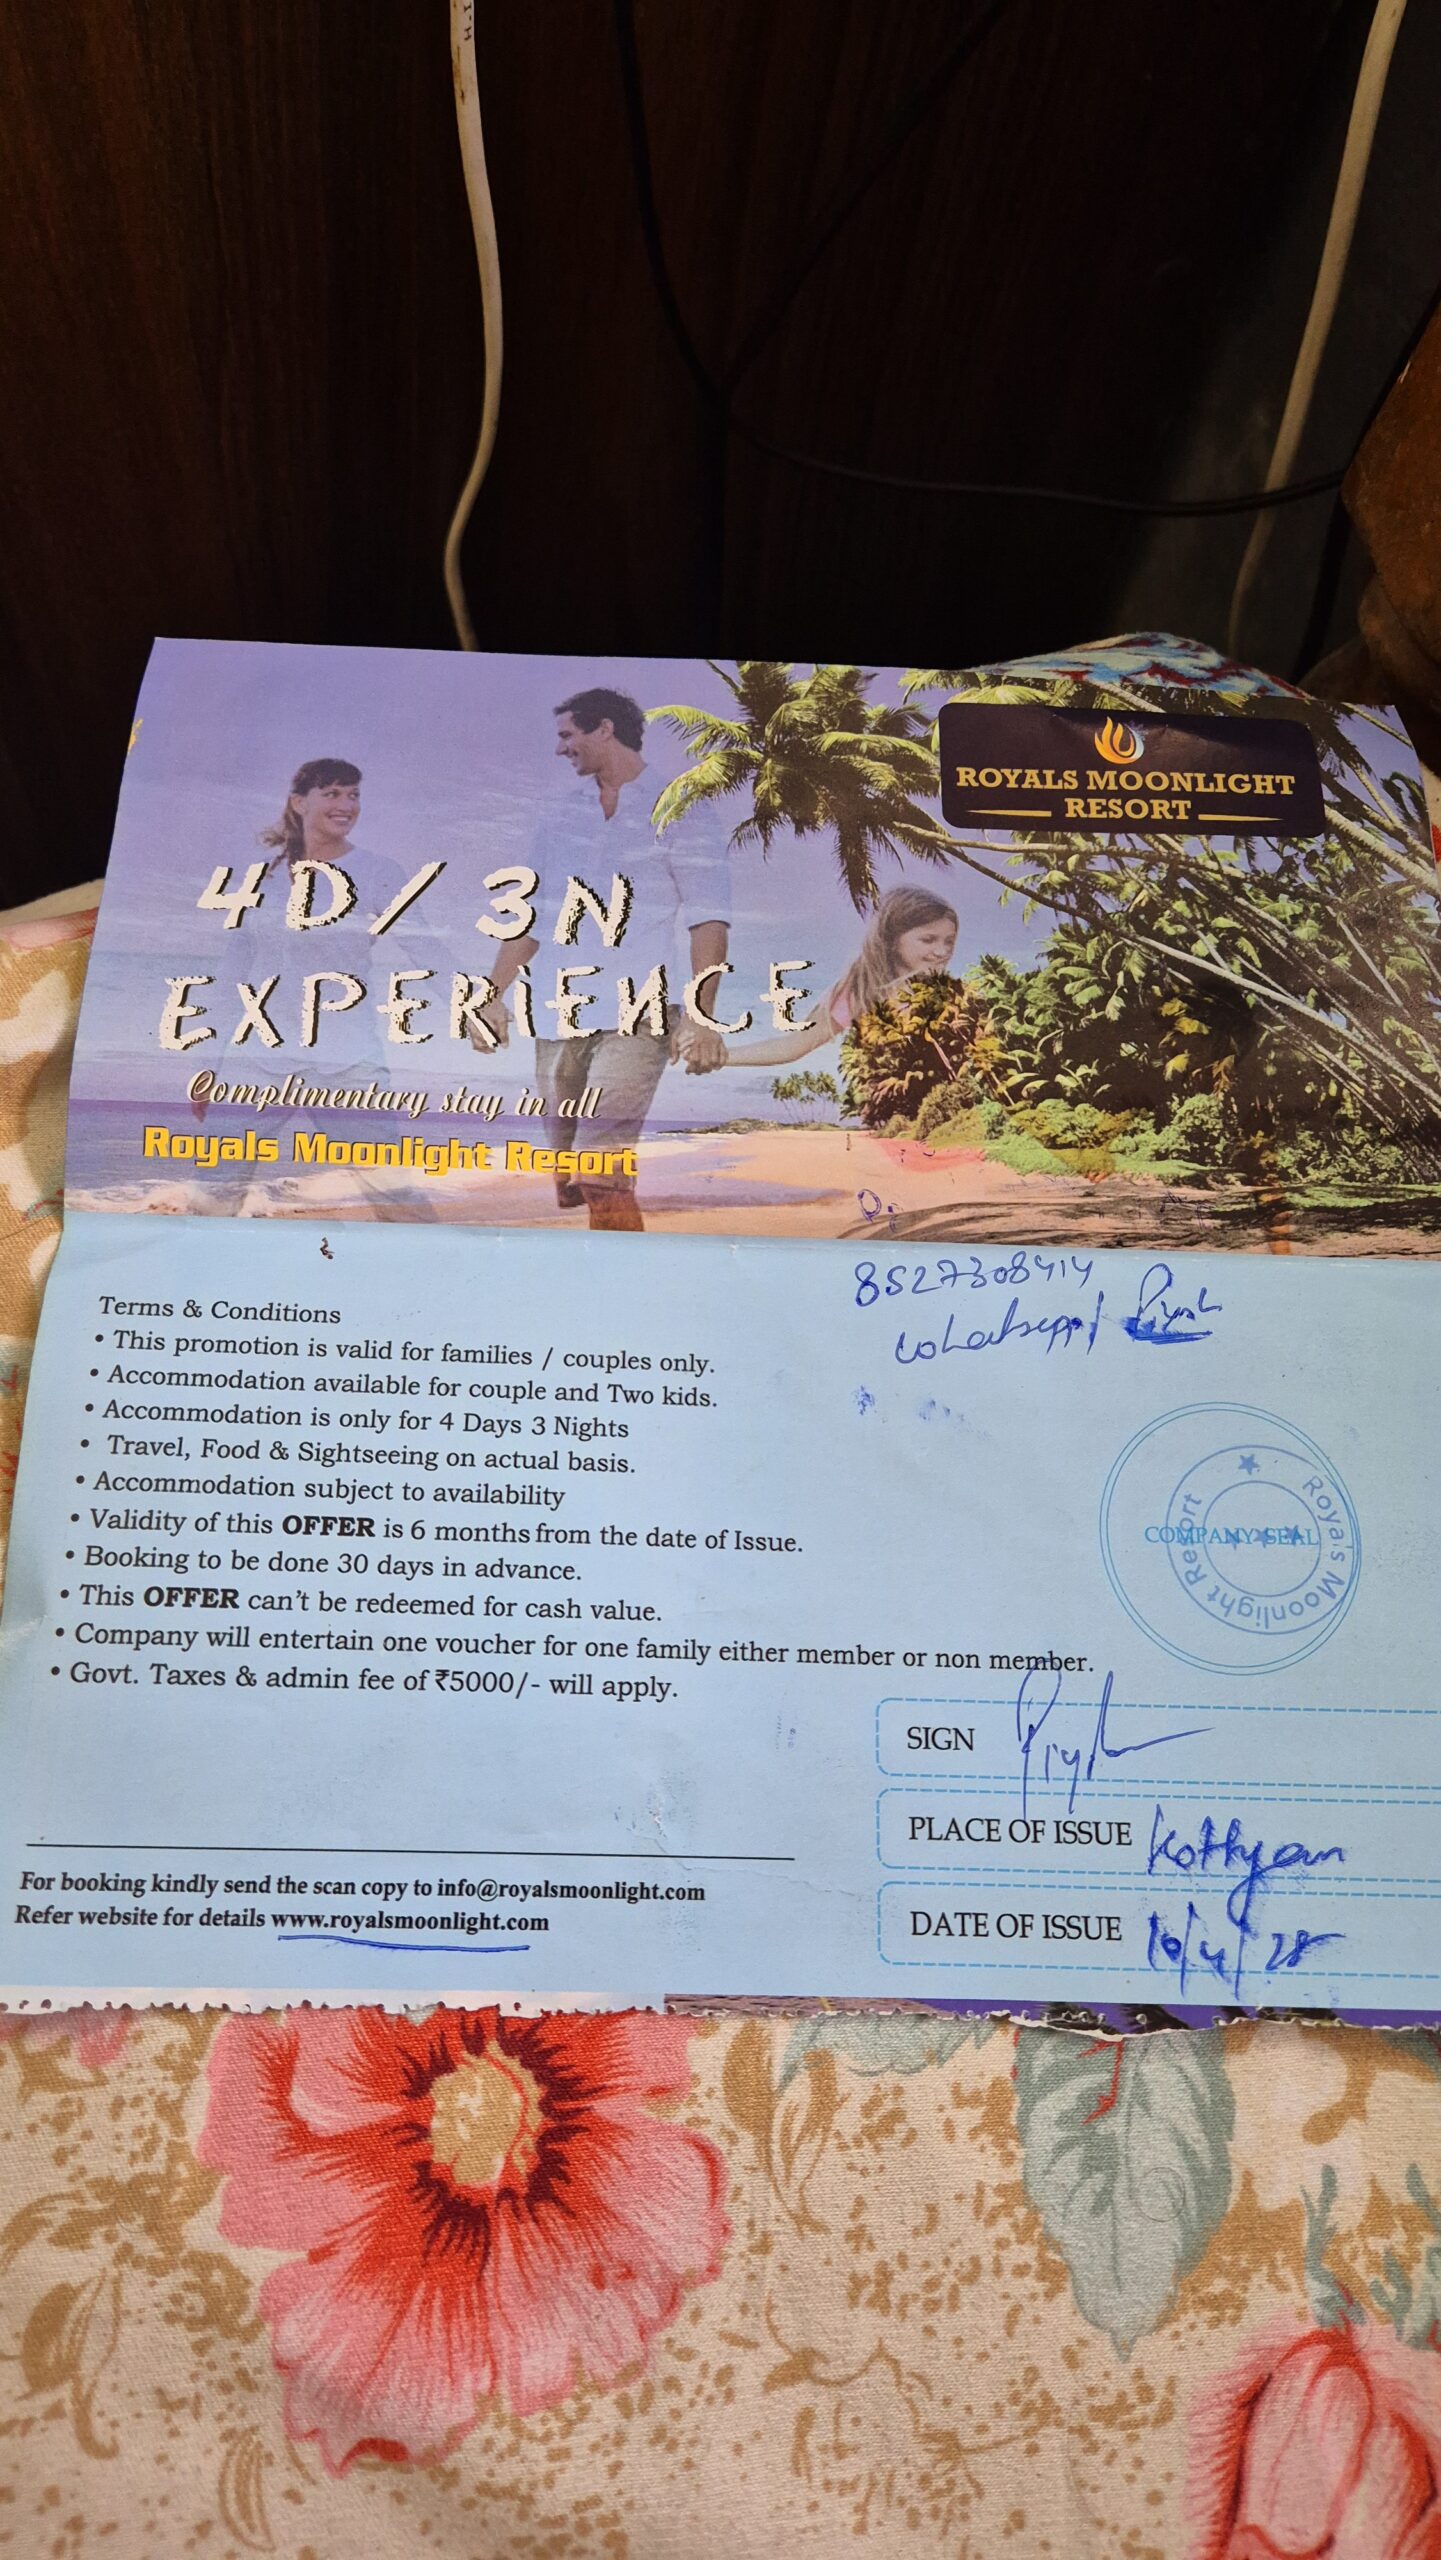 ROYALS MOONLIGHT
RESORT
4D/3N
EXPERIENCE
Complimentary stay in all
Royals Moonlight Resort
8527308414
whatsapp/ Piyush
Terms & Conditions
• This promotion is valid for families / couples only.
• Accommodation available for couple and Two kids.
• Accommodation is only for 4 Days 3 Nights
• Travel, Food & Sightseeing on actual basis.
• Accommodation subject to availability
• Validity of this OFFER is 6 months from the date of Issue.
• Booking to be done 30 days in advance.
• This OFFER can't be redeemed for cash value.
• Company will entertain one voucher for one family either member or non member.
• Govt. Taxes & admin fee of ₹5000/- will apply.
COMPANY SEAL
Royals Moonlight Resort
SIGN
PLACE OF ISSUE Kottyam
DATE OF ISSUE
For booking kindly send the scan copy to info@royalsmoonlight.com
Refer website for details www.royalsmoonlight.com